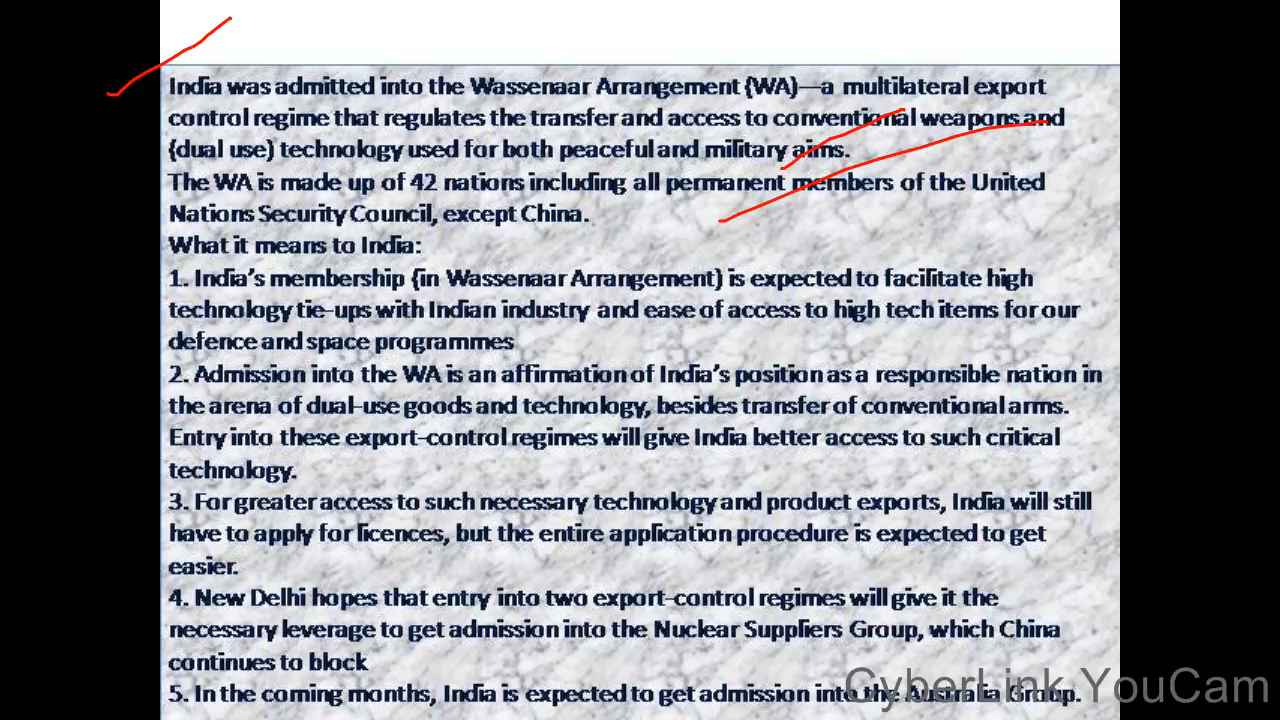 India was admitted into the Wassenaar Arrangement (WA)—a multilateral export
control regime that regulates the transfer and access to conventional weapons and
(dual use) technology used for both peaceful and military aims.
The WA is made up of 42 nations including all permanent members of the United
Nations Security Council, except China.
What it means to India:
1. India's membership (in Wassenaar Arrangement) is expected to facilitate high
technology tie-ups with Indian industry and ease of access to high tech items for our
defence and space programmes
2. Admission into the WA is an affirmation of India's position as a responsible nation in
the arena of dual-use goods and technology, besides transfer of conventional arms.
Entry into these export-control regimes will give India better access to such critical
technology.
3. For greater access to such necessary technology and product exports, India will still
have to apply for licences, but the entire application procedure is expected to get
easier.
4. New Delhi hopes that entry into two export-control regimes will give it the
necessary leverage to get admission into the Nuclear Suppliers Group, which China
continues to block
5. In the coming months, India is expected to get admission into the Australia Group.
CyberLink YouCam